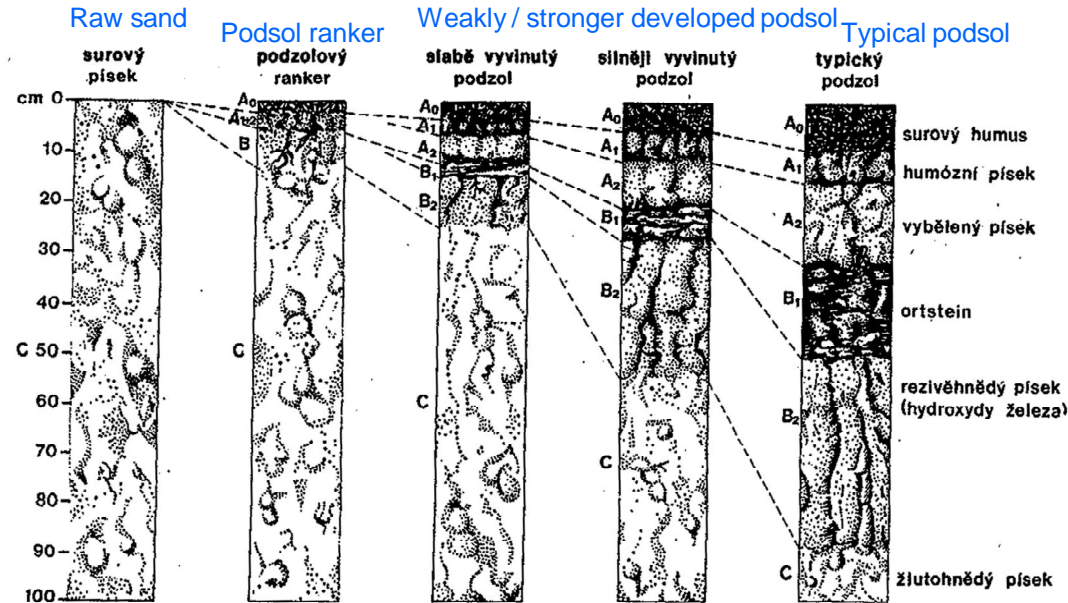 Raw sand
Podsol ranker
Weakly / stronger developed podsol
Typical podsol
surový
písek
podzolový
ranker
slabě vyvinutý
podzol
silněji vyvinutý
podzol
typický
podzol
cm 0
10
20
30
40
C 50
60
70
80
90
100
A₀
A₁
B
C
A₀
A₁
A₂
B₁
B₂
C
A₀
A₁
A₂
B₁
B₂
C
A₀
A₁
A₂
B₁
B₂
C
surový humus
humózní písek
vybělený písek
ortstein
rezivěhnědý písek
(hydroxydy železa)
žlutohnědý písek